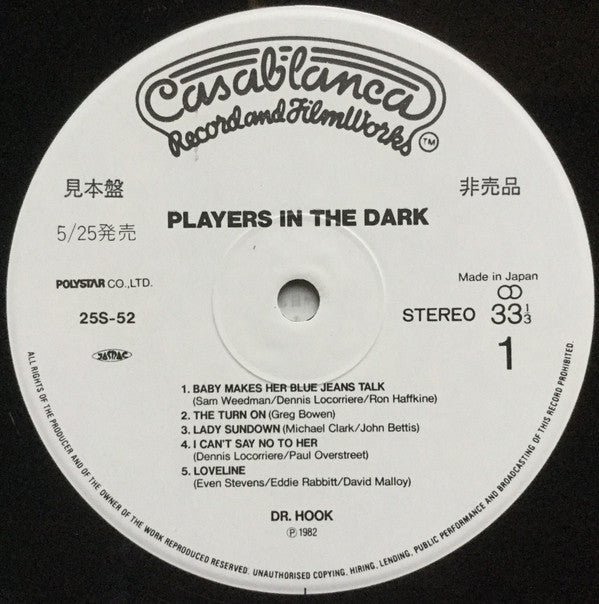 Casablanca
Record and FilmWorks
TM
見本盤
非売品
5/25発売
PLAYERS IN THE DARK
POLYSTAR CO.,LTD.
Made in Japan
25S-52
STEREO 33 1/3
JASRAC
1
1. BABY MAKES HER BLUE JEANS TALK
(Sam Weedman/Dennis Locorriere/Ron Haffkine)
2. THE TURN ON (Greg Bowen)
3. LADY SUNDOWN (Michael Clark/John Bettis)
4. I CAN'T SAY NO TO HER
(Dennis Locorriere/Paul Overstreet)
5. LOVELINE
(Even Stevens/Eddie Rabbitt/David Malloy)
DR. HOOK
Ⓟ1982
ALL RIGHTS OF THE PRODUCER AND OF THE OWNER OF THE WORK REPRODUCED RESERVED. UNAUTHORISED COPYING, HIRING, LENDING, PUBLIC PERFORMANCE AND BROADCASTING OF THIS RECORD PROHIBITED.